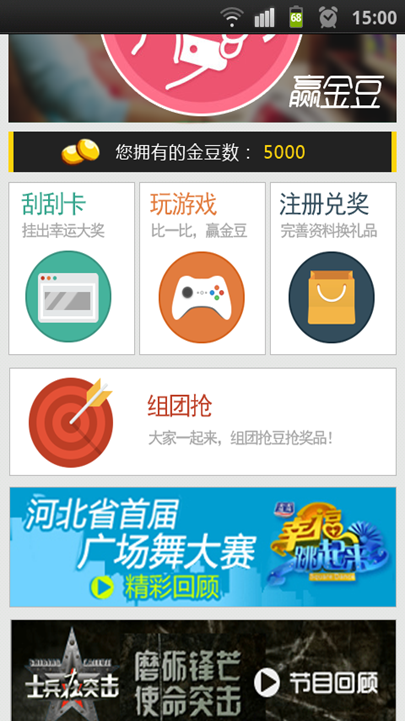 68
15:00
赢金豆
您拥有的金豆数： 5000
刮刮卡
挂出幸运大奖
玩游戏
比一比，赢金豆
注册兑奖
完善资料换礼品
组团抢
大家一起来，组团抢豆抢奖品！
河北省首届
广场舞大赛
精彩回顾
幸福
跳起来
Square Dance
士兵突击
磨砺锋芒
使命突击
节目回顾